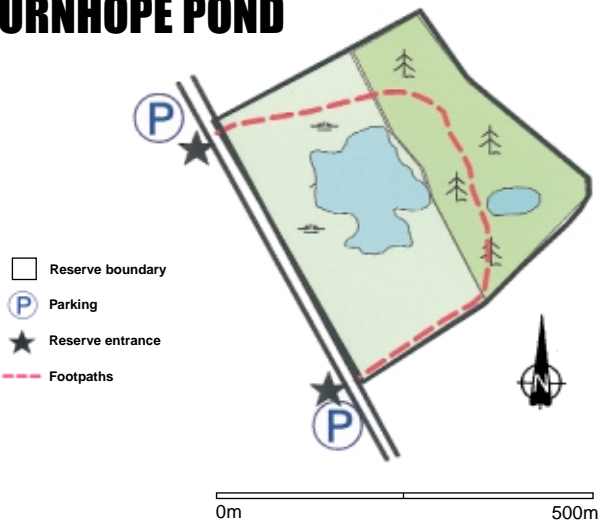 URNHOPE POND
P
Reserve boundary
P Parking
Reserve entrance
Footpaths
P
N
0m 500m